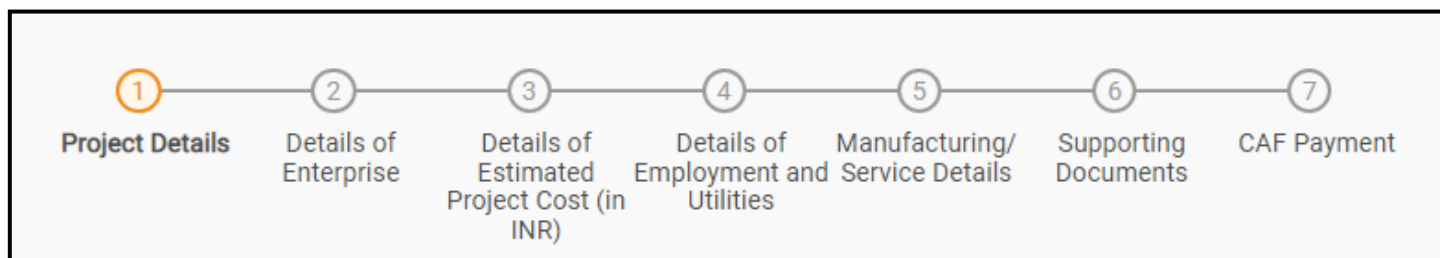 1
2
3
4
5
6
7
Project Details
Details of
Enterprise
Details of
Estimated
Project Cost (in
INR)
Details of
Employment and
Utilities
Manufacturing/
Service Details
Supporting
Documents
CAF Payment